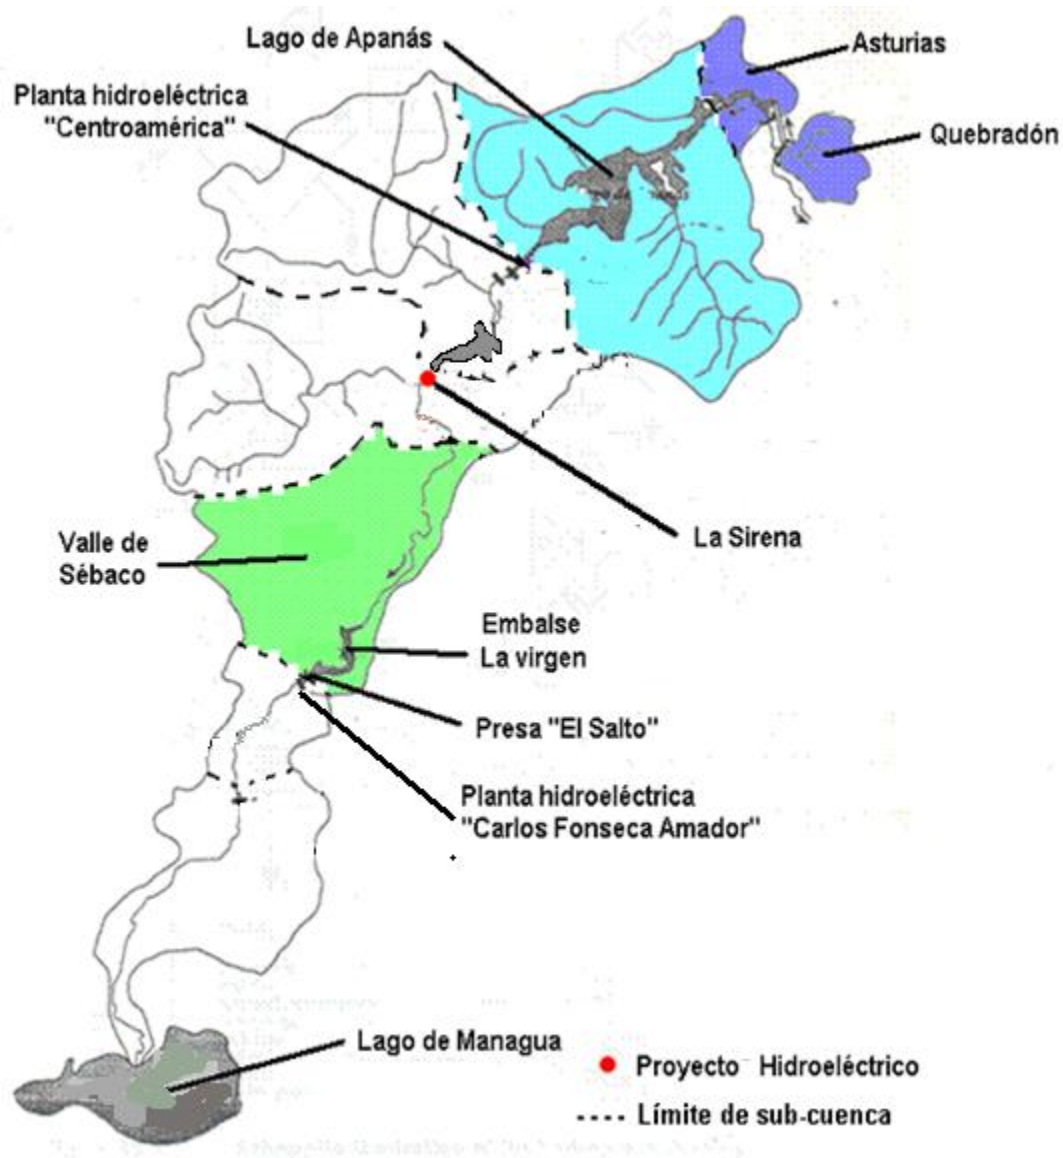 Lago de Apanás
Asturias
Planta hidroeléctrica
"Centroamérica"
Quebradón
La Sirena
Valle de
Sébaco
Embalse
La virgen
Presa "El Salto"
Planta hidroeléctrica
"Carlos Fonseca Amador"
Lago de Managua
Proyecto Hidroeléctrico
Límite de sub-cuenca